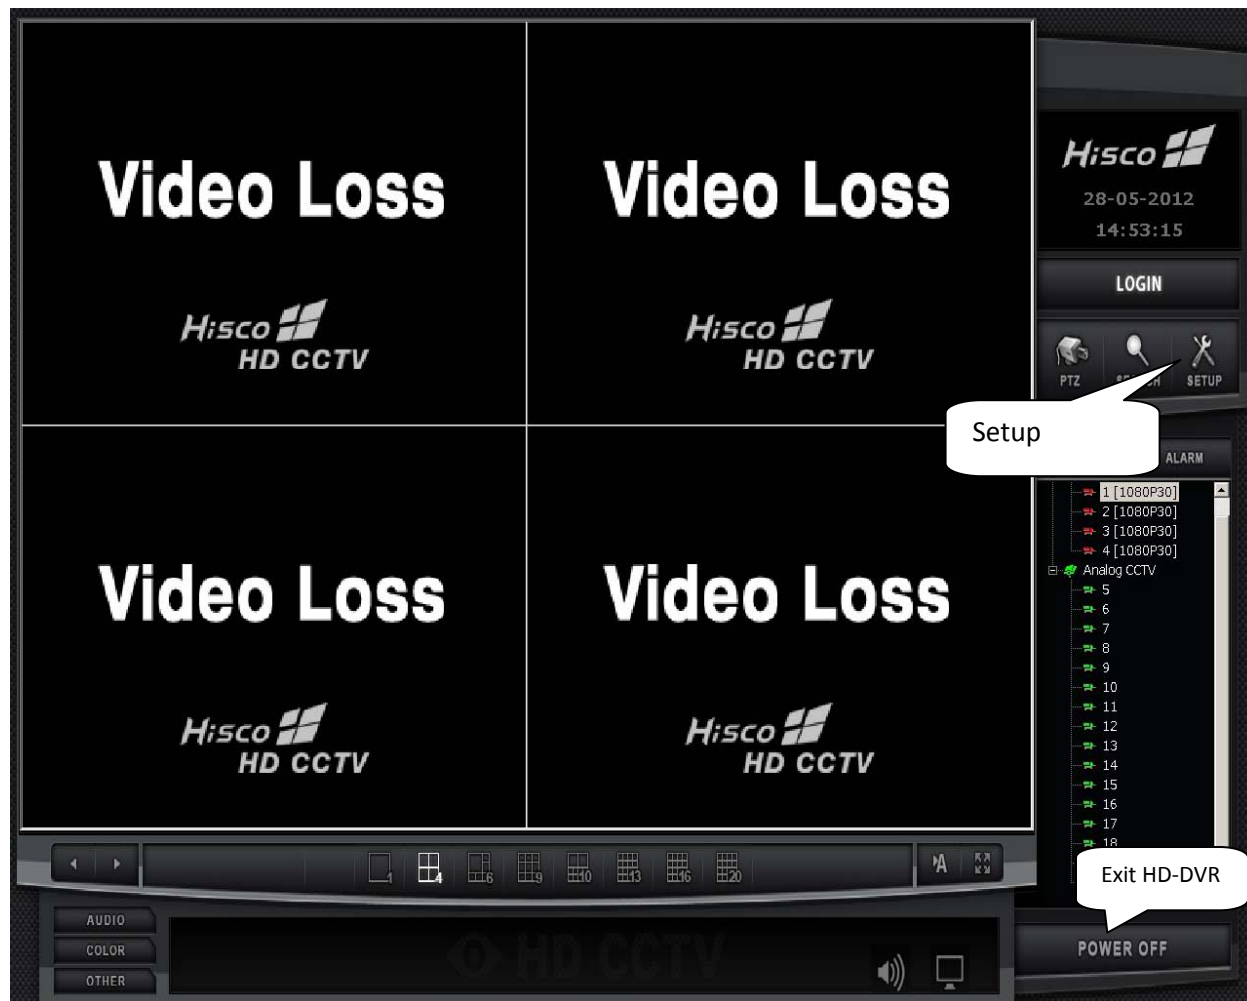 Video Loss
Hisco
HD CCTV
Video Loss
Hisco
HD CCTV
Video Loss
Hisco
HD CCTV
Video Loss
Hisco
HD CCTV
Hisco
28-05-2012
14:53:15
LOGIN
PTZ
SETUP
Setup
ALARM
1 [1080P30]
2 [1080P30]
3 [1080P30]
4 [1080P30]
Analog CCTV
5
6
7
8
9
10
11
12
13
14
15
16
17
18
1 4 6 9 10 13 16 20
A
Exit HD-DVR
AUDIO
COLOR
OTHER
HD CCTV
POWER OFF